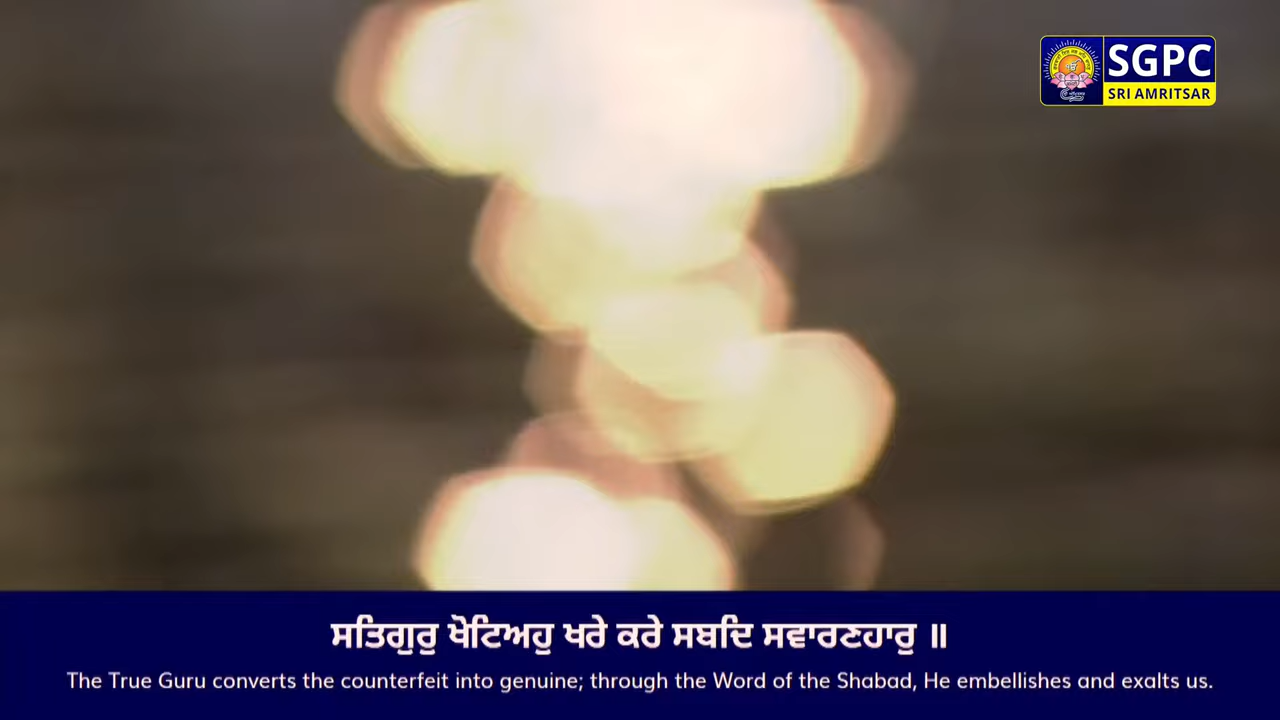 SGPC
SRI AMRITSAR
ਸਤਿਗੁਰੁ ਖੋਟਿਅਹੁ ਖਰੇ ਕਰੇ ਸਬਦਿ ਸਵਾਰਣਹਾਰੁ ॥
The True Guru converts the counterfeit into genuine; through the Word of the Shabad, He embellishes and exalts us.